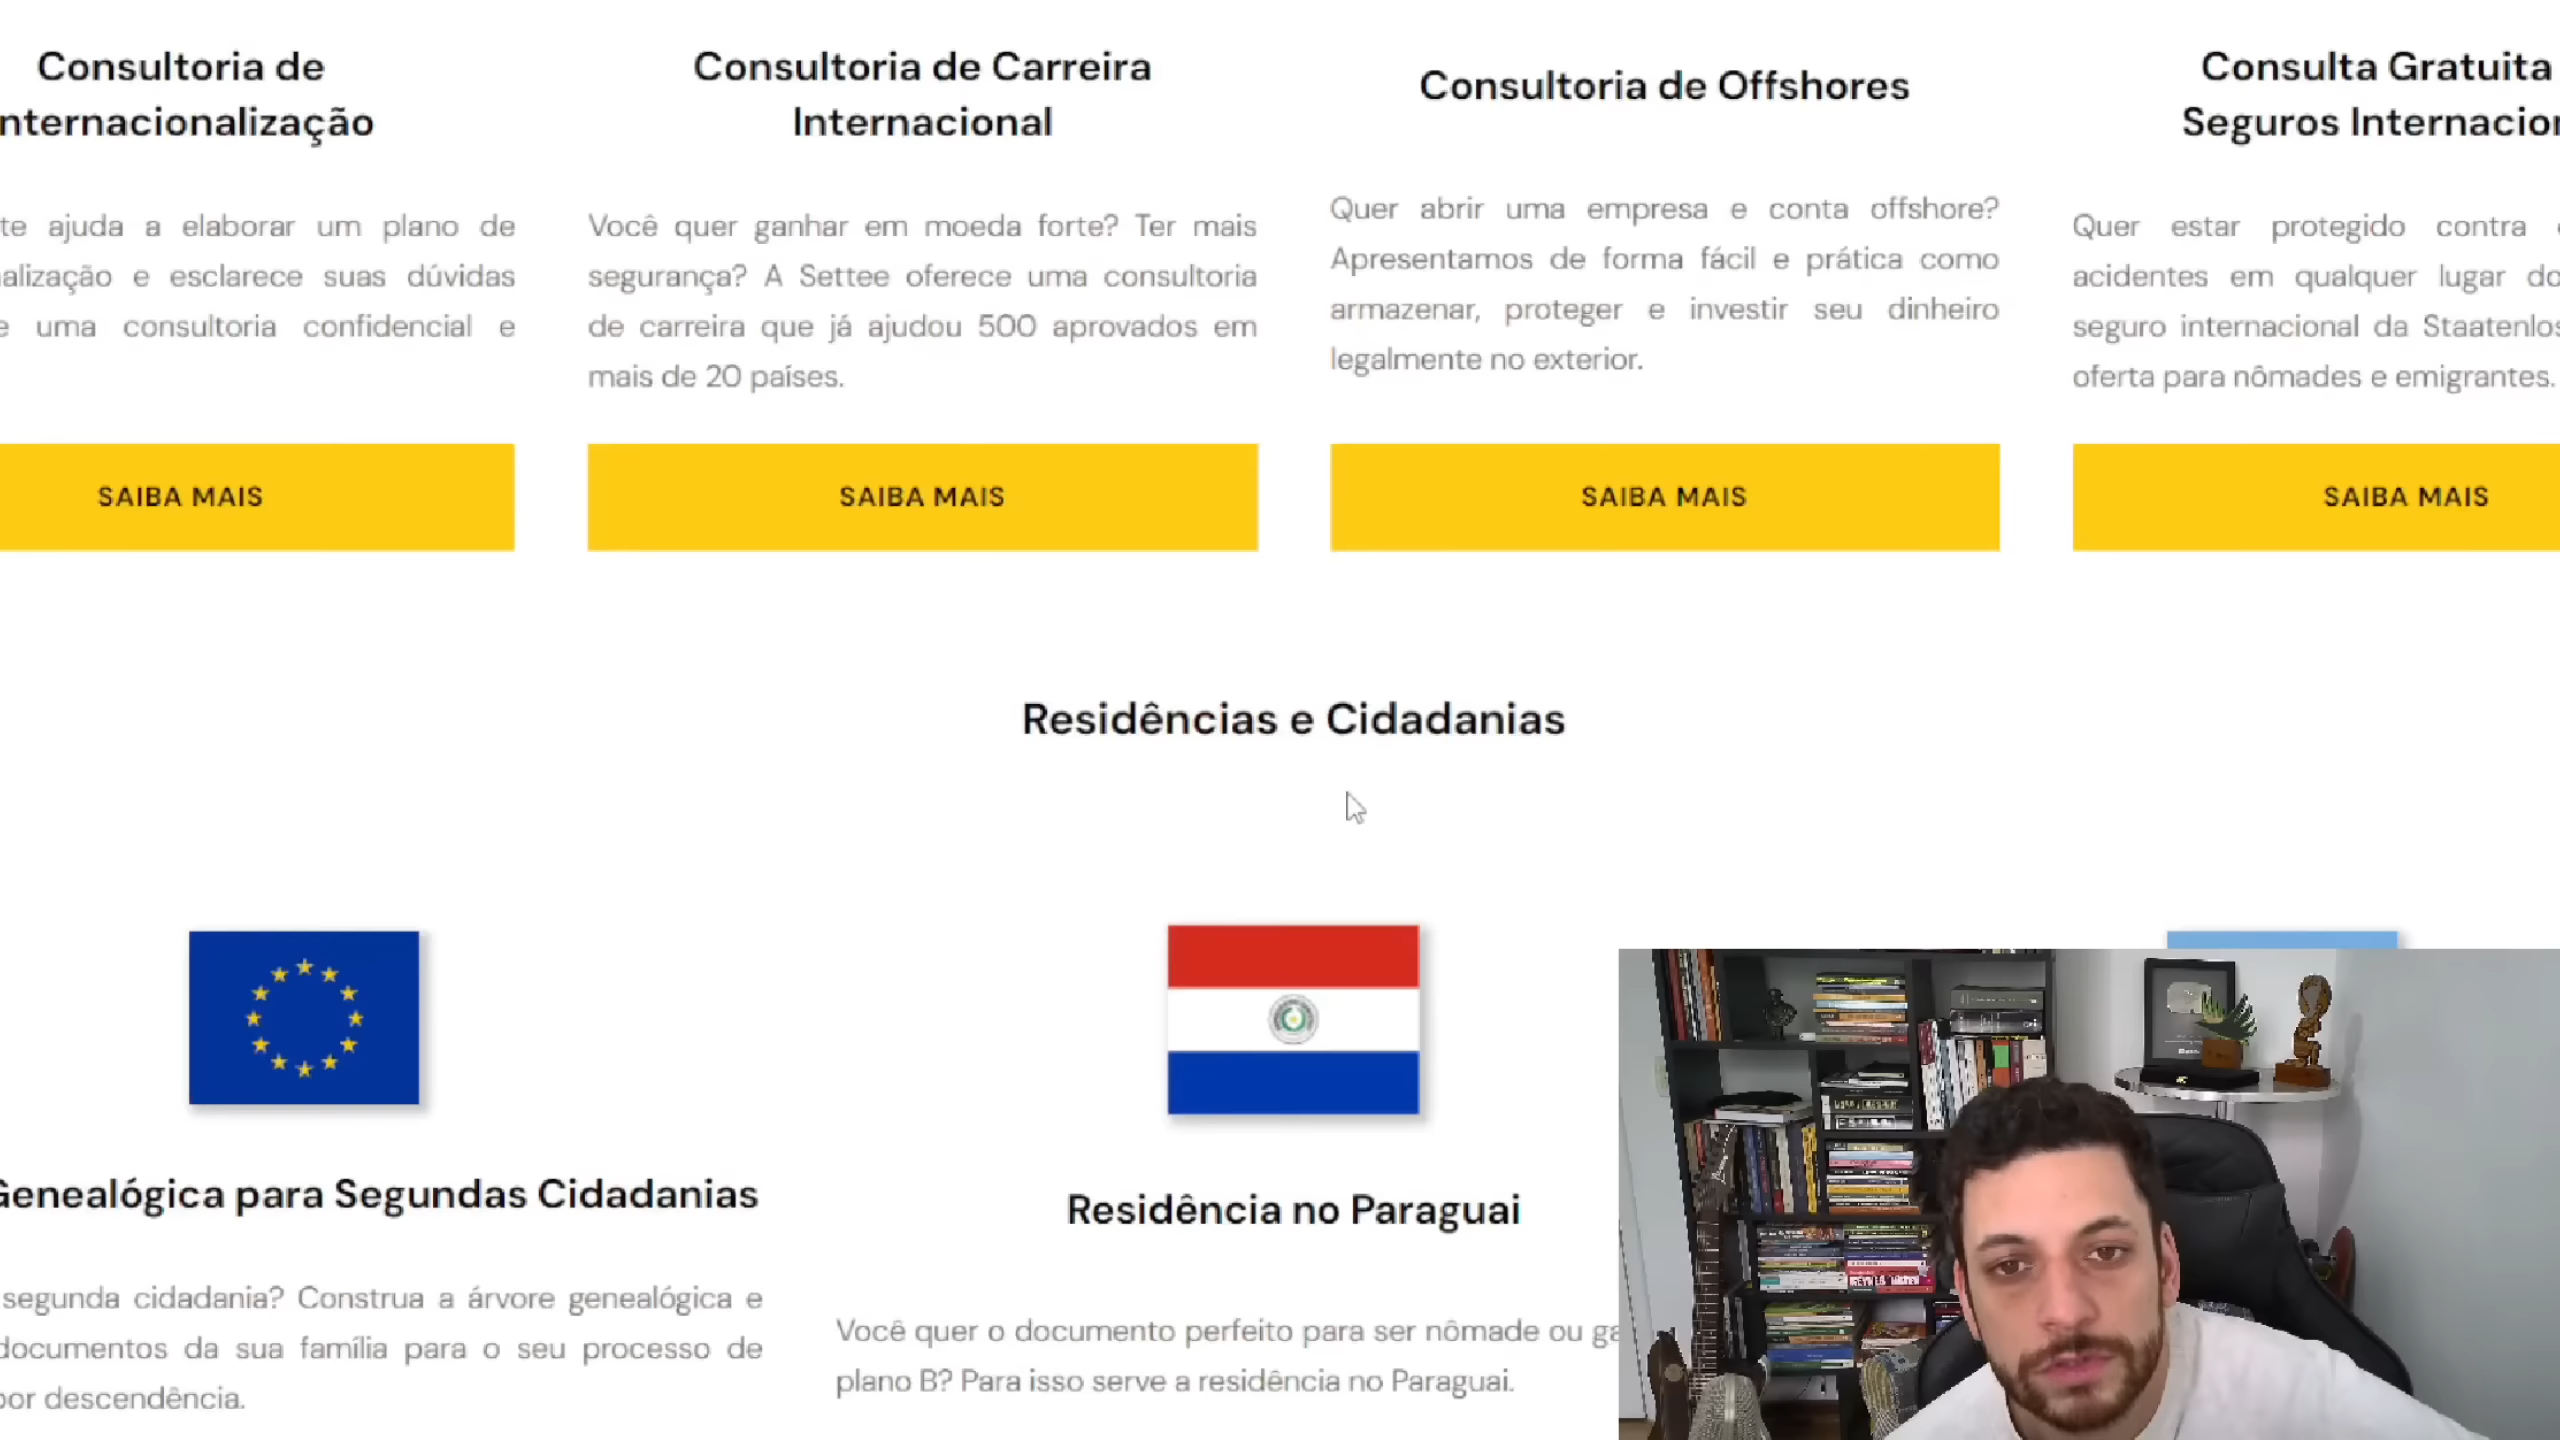 Consultoria de
nternacionalização
te ajuda a elaborar um plano de
alização e esclarece suas dúvidas
e uma consultoria confidencial e
SAIBA MAIS
Consultoria de Carreira
Internacional
Você quer ganhar em moeda forte? Ter mais
segurança? A Settee oferece uma consultoria
de carreira que já ajudou 500 aprovados em
mais de 20 países.
SAIBA MAIS
Consultoria de Offshores
Quer abrir uma empresa e conta offshore?
Apresentamos de forma fácil e prática como
armazenar, proteger e investir seu dinheiro
legalmente no exterior.
SAIBA MAIS
Consulta Gratuita
Seguros Internacion
Quer estar protegido contra
acidentes em qualquer lugar do
seguro internacional da Staatenlos
oferta para nômades e emigrantes.
SAIBA MAIS
Residências e Cidadanias
Genealógica para Segundas Cidadanias
segunda cidadania? Construa a árvore genealógica e
documentos da sua família para o seu processo de
por descendência.
Residência no Paraguai
Você quer o documento perfeito para ser nômade ou ga
plano B? Para isso serve a residência no Paraguai.